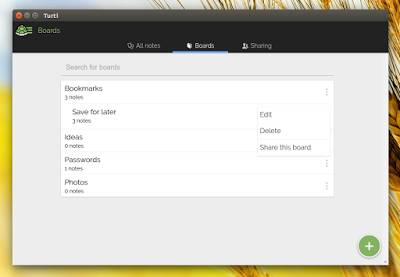 Turtl
Boards
All notes
Boards
Sharing
Search for boards
Bookmarks
3 notes
Save for later
3 notes
Edit
Delete
Share this board
Ideas
0 notes
Passwords
1 notes
Photos
0 notes